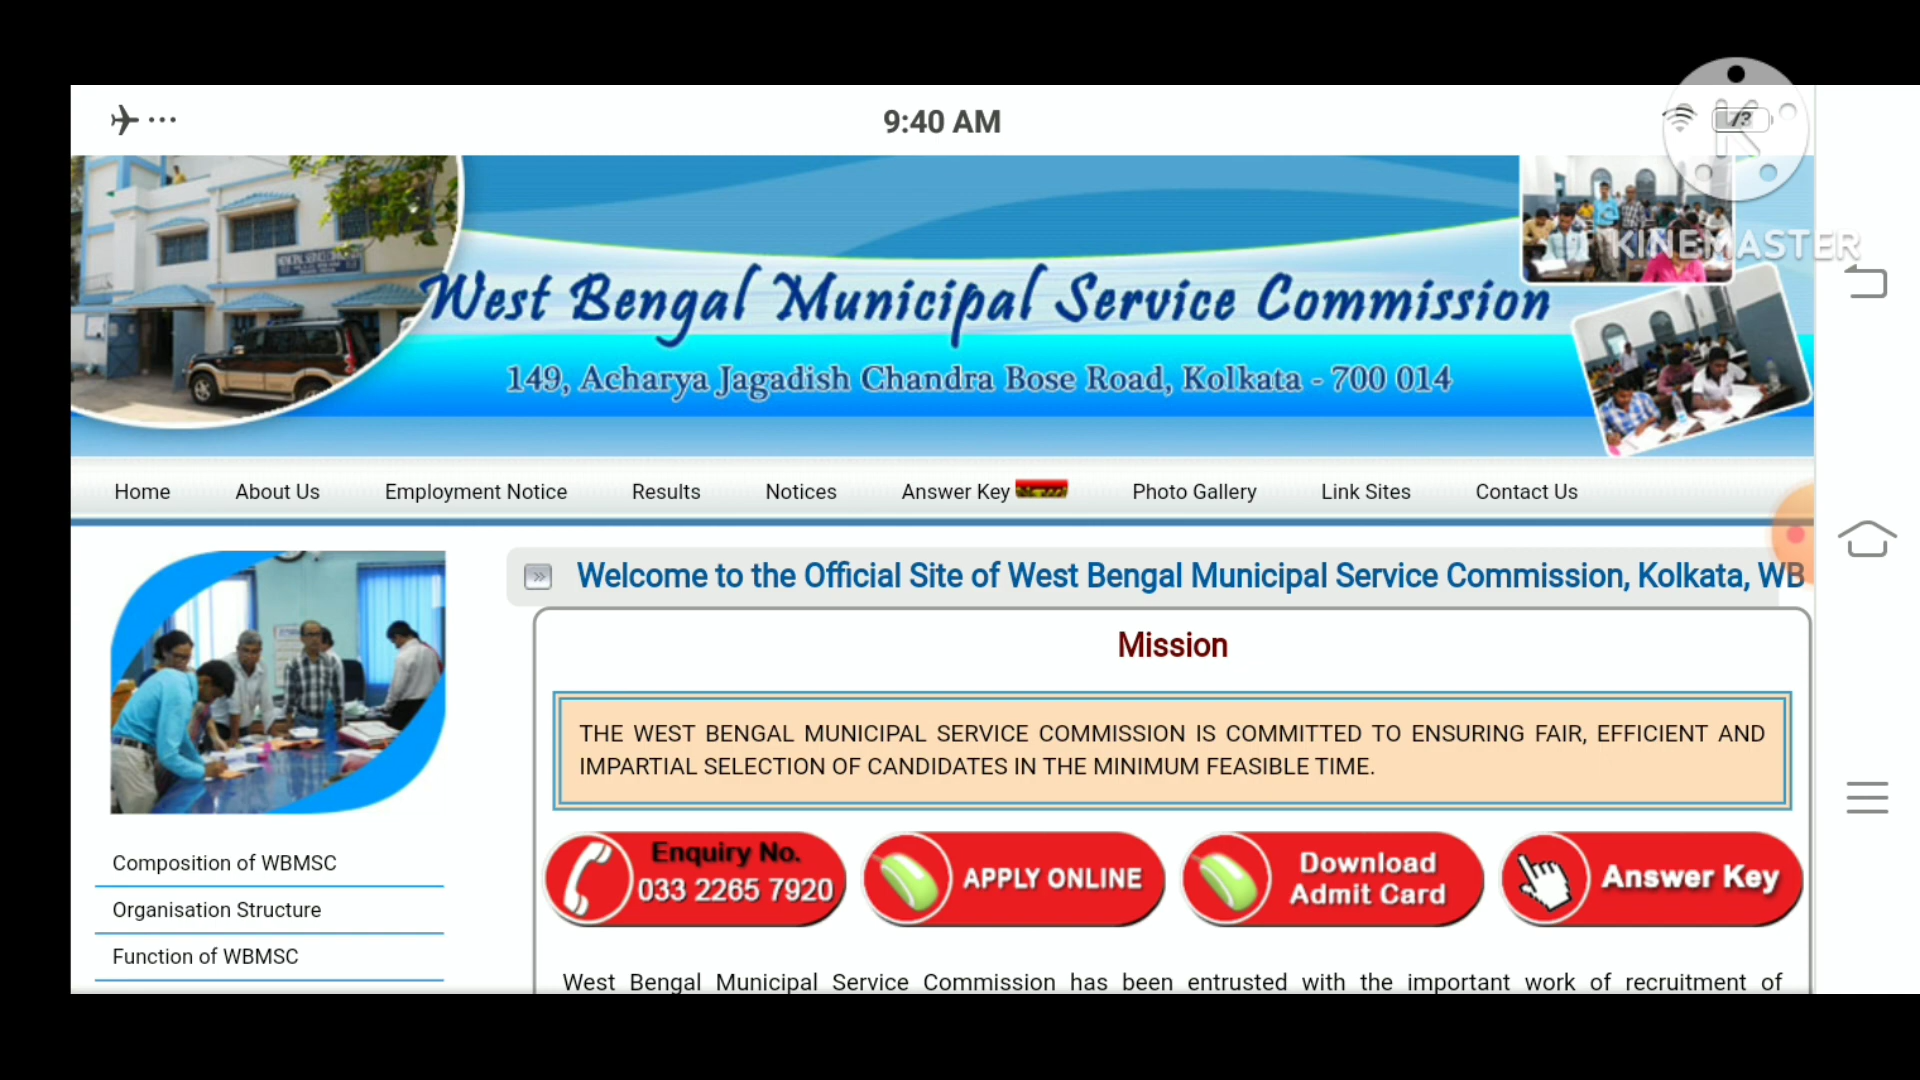 9:40 AM
73
KINEMASTER
West Bengal Municipal Service Commission
149, Acharya Jagadish Chandra Bose Road, Kolkata - 700 014
Home About Us Employment Notice Results Notices Answer Key Photo Gallery Link Sites Contact Us
Welcome to the Official Site of West Bengal Municipal Service Commission, Kolkata, WB
Mission
THE WEST BENGAL MUNICIPAL SERVICE COMMISSION IS COMMITTED TO ENSURING FAIR, EFFICIENT AND
IMPARTIAL SELECTION OF CANDIDATES IN THE MINIMUM FEASIBLE TIME.
Enquiry No.
033 2265 7920
APPLY ONLINE
Download
Admit Card
Answer Key
Composition of WBMSC
Organisation Structure
Function of WBMSC
West Bengal Municipal Service Commission has been entrusted with the important work of recruitment of